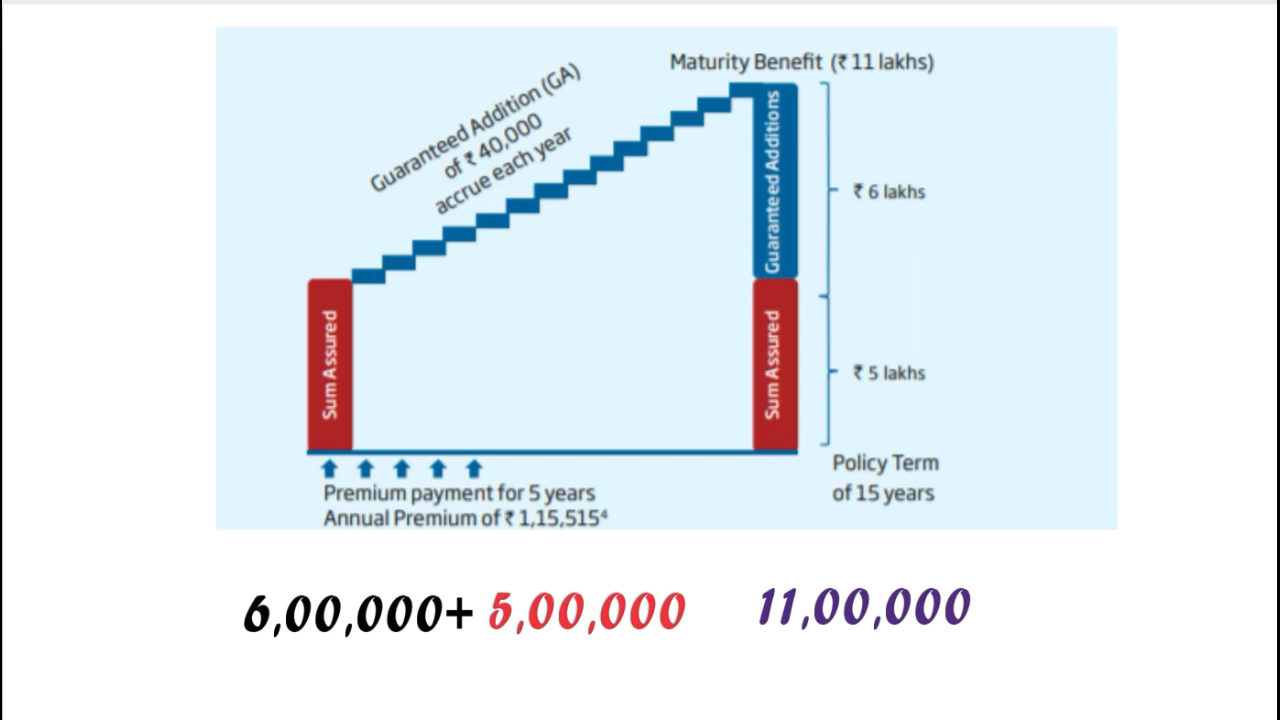 Maturity Benefit (₹ 11 lakhs)
Guaranteed Addition (GA)
of ₹ 40,000
accrue each year
Guaranteed Additions
₹ 6 lakhs
Sum Assured
Sum Assured
₹ 5 lakhs
Policy Term
of 15 years
Premium payment for 5 years
Annual Premium of ₹ 1,15,515⁴
6,00,000+ 5,00,000 11,00,000